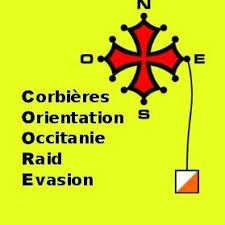 N
O E
S
Corbières
Orientation
Occitanie
Raid
Evasion